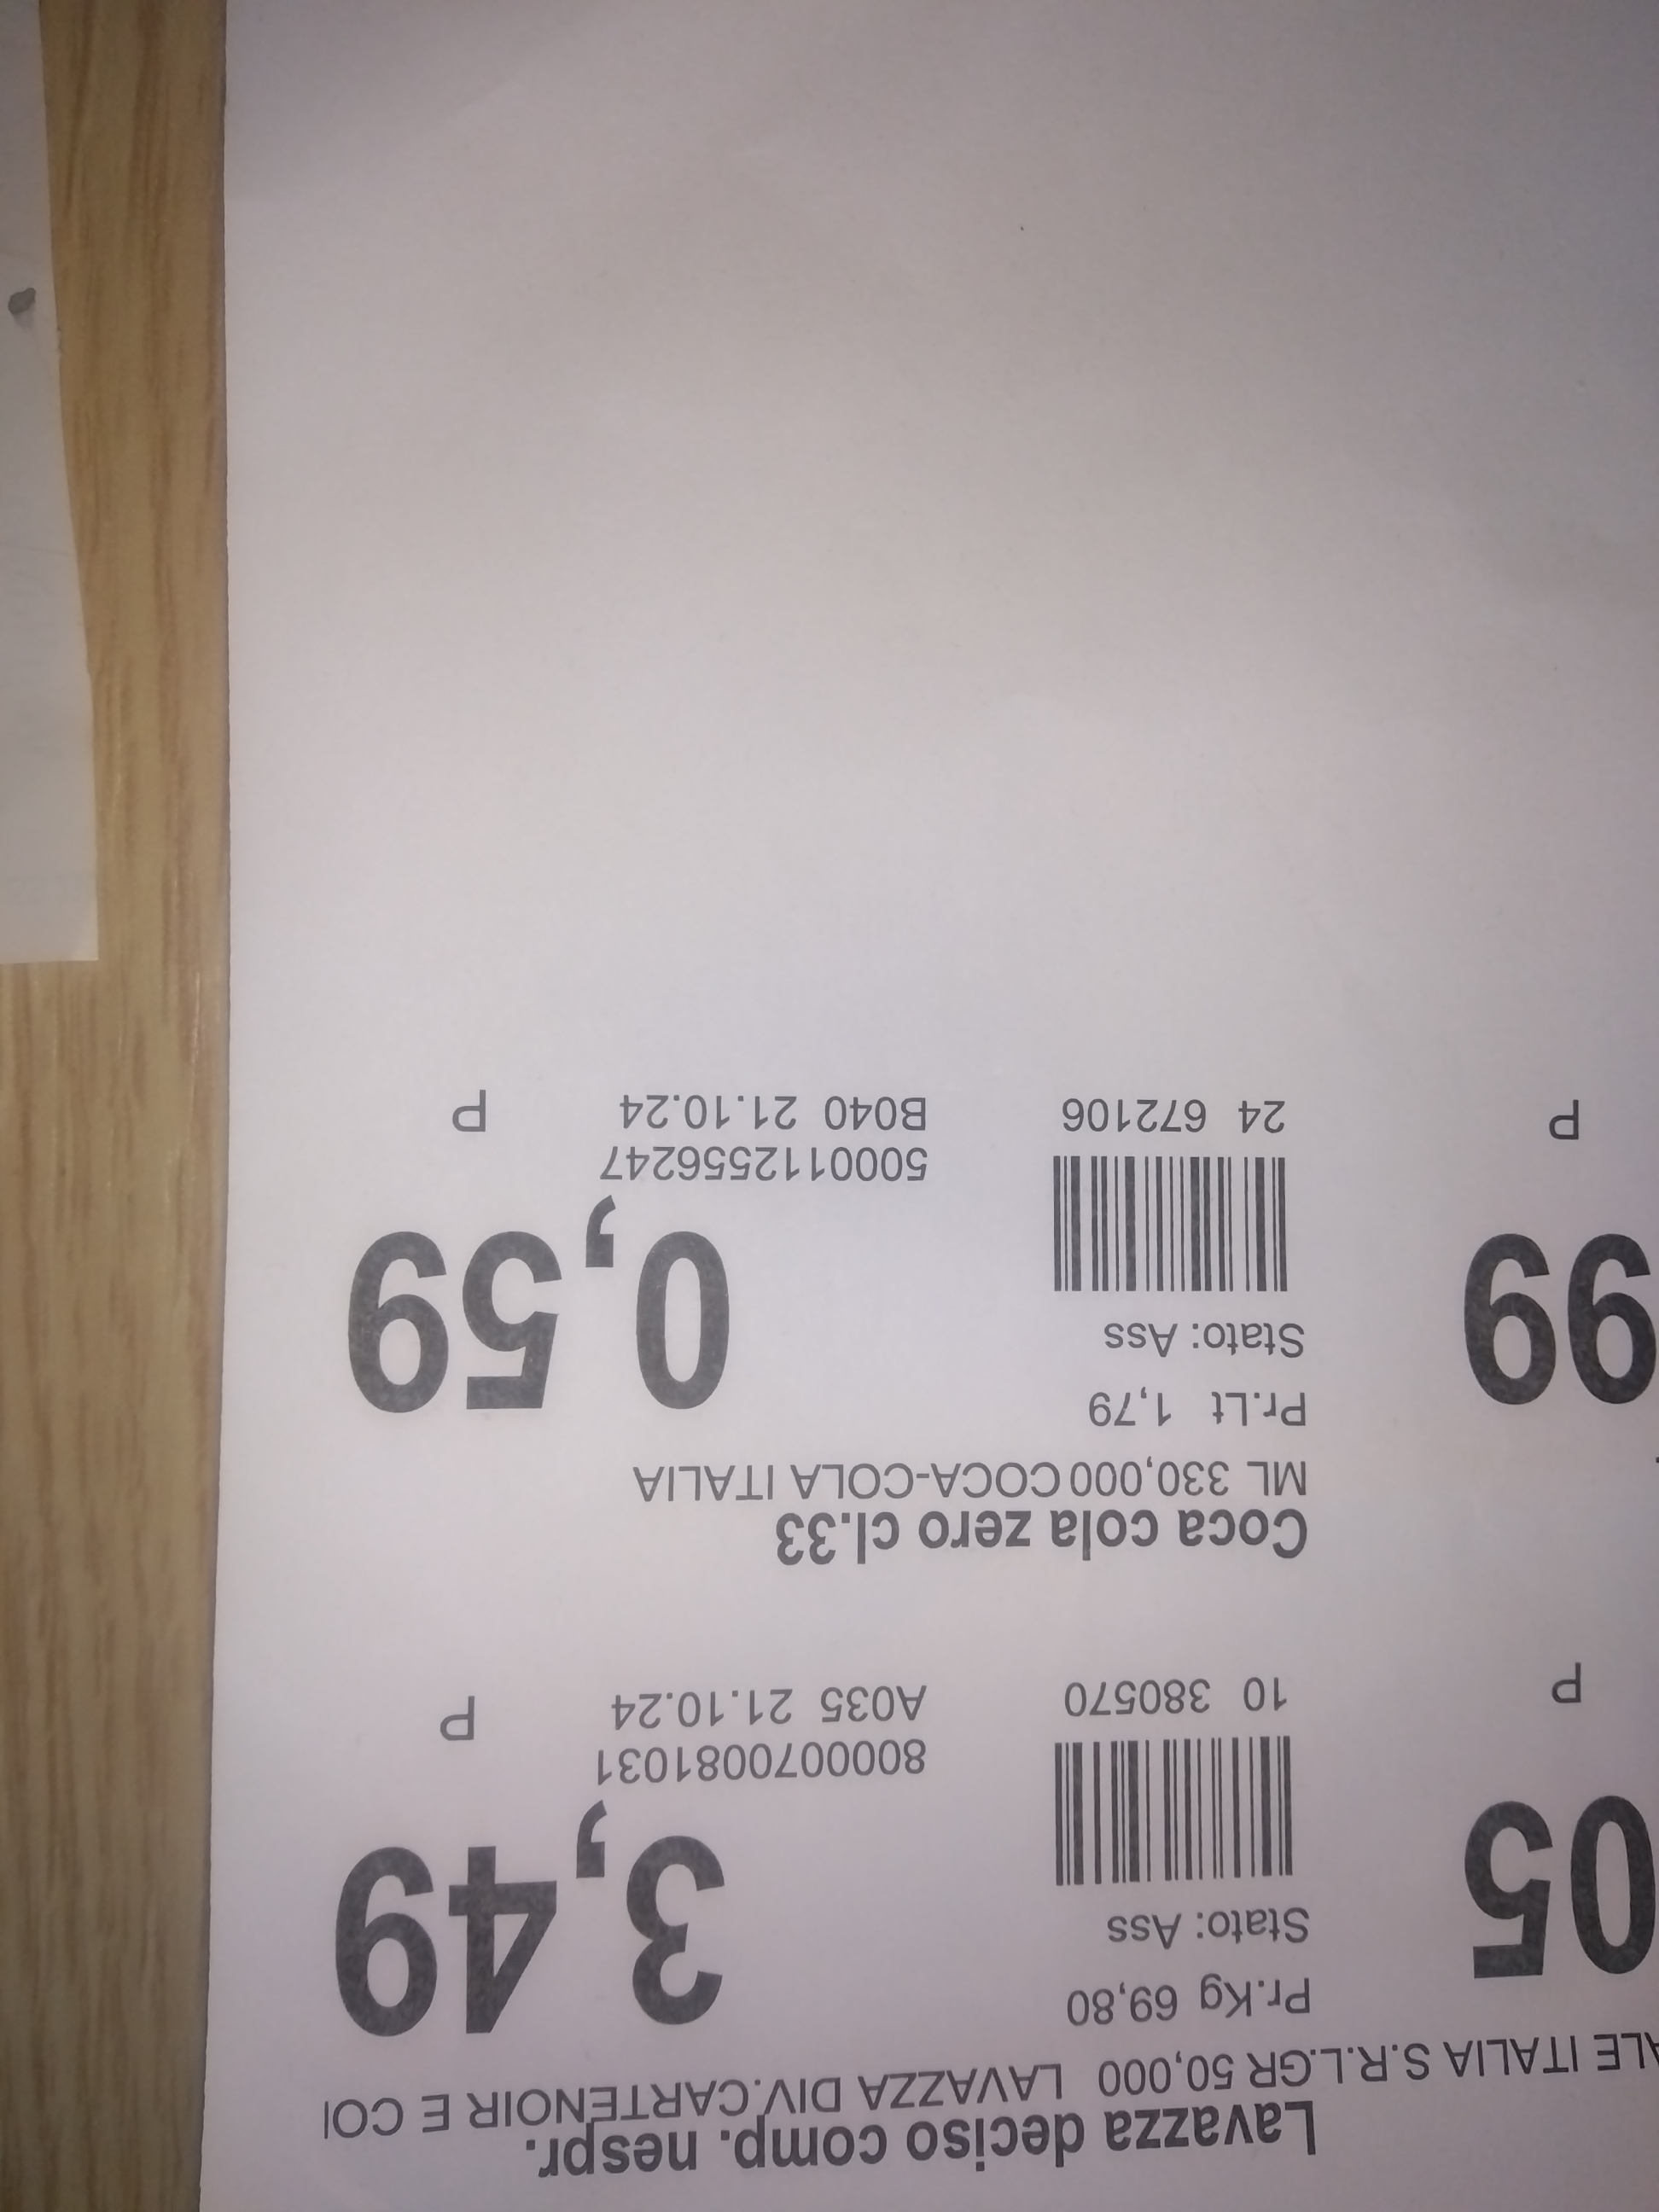 Lavazza deciso comp. nespr.
ALE ITALIA S.R.L. GR 50,000 LAVAZZA DIV.CARTENOIR E COI
Pr.Kg 69,80
Stato: Ass
3,49
05
8000070081031
10 380570
A035 21.10.24
P
P
Coca cola zero cl.33
ML 330,000 COCA-COLA ITALIA
Pr.Lt 1,79
Stato: Ass
0,59
99
5000112556247
24 672106
B040 21.10.24
P
P